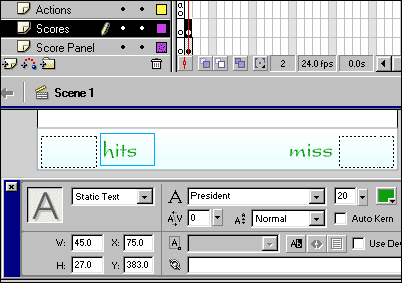 Actions
Scores
Score Panel
2 24.0 fps 0.0s
Scene 1
hits miss
A Static Text A President 20
A\V 0 A Normal Auto Kern
W: 45.0 X: 75.0 A Ab Use Dev
H: 27.0 Y: 383.0